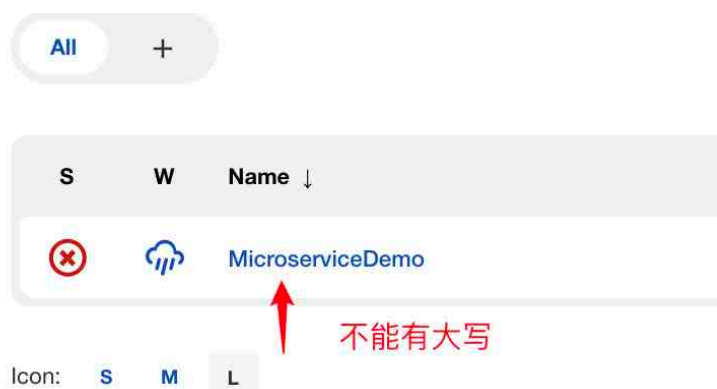 All +
S W Name ↓
MicroserviceDemo
不能有大写
Icon: S M L